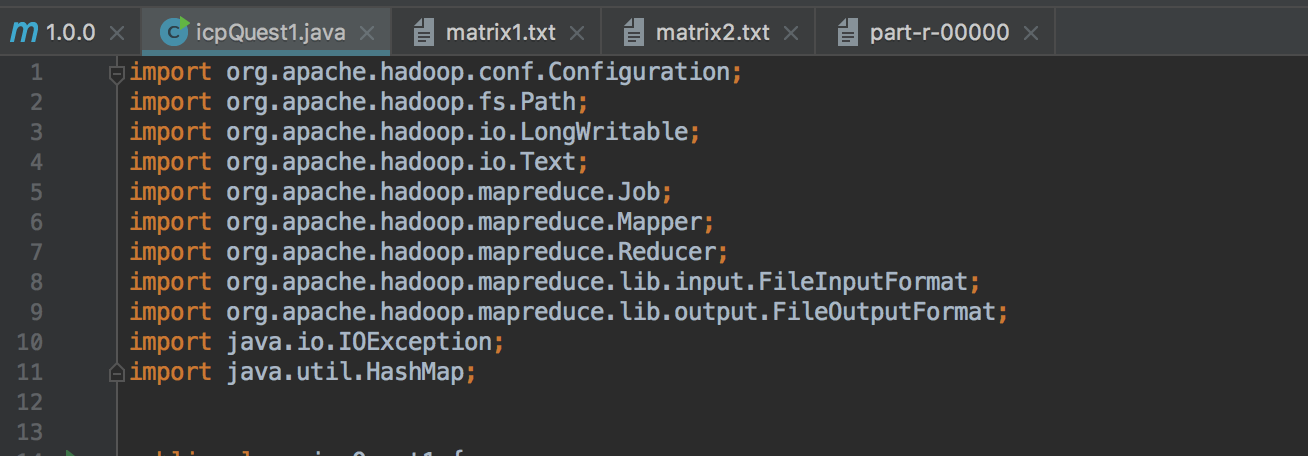 m 1.0.0 × C icpQuest1.java × matrix1.txt × matrix2.txt × part-r-00000 ×
1 import org.apache.hadoop.conf.Configuration;
2 import org.apache.hadoop.fs.Path;
3 import org.apache.hadoop.io.LongWritable;
4 import org.apache.hadoop.io.Text;
5 import org.apache.hadoop.mapreduce.Job;
6 import org.apache.hadoop.mapreduce.Mapper;
7 import org.apache.hadoop.mapreduce.Reducer;
8 import org.apache.hadoop.mapreduce.lib.input.FileInputFormat;
9 import org.apache.hadoop.mapreduce.lib.output.FileOutputFormat;
10 import java.io.IOException;
11 import java.util.HashMap;
12
13